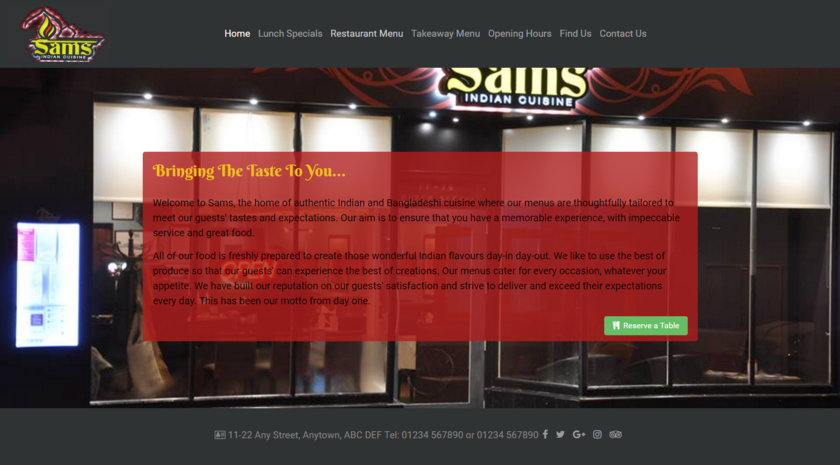 Sams
INDIAN CUISINE
Home Lunch Specials Restaurant Menu Takeaway Menu Opening Hours Find Us Contact Us
Sams
INDIAN CUISINE
Bringing The Taste To You...
Welcome to Sams, the home of authentic Indian and Bangladeshi cuisine where our menus are thoughtfully tailored to
meet our guests' tastes and expectations. Our aim is to ensure that you have a memorable experience, with impeccable
service and great food.
All of our food is freshly prepared to create those wonderful Indian flavours day-in day-out. We like to use the best of
produce so that our guests' can experience the best of creations. Our menus cater for every occasion, whatever your
appetite. We have built our reputation on our guests' satisfaction and strive to deliver and exceed their expectations
every day. This has been our motto from day one.
OPEN
Reserve a Table
11-22 Any Street, Anytown, ABC DEF Tel: 01234 567890 or 01234 567890